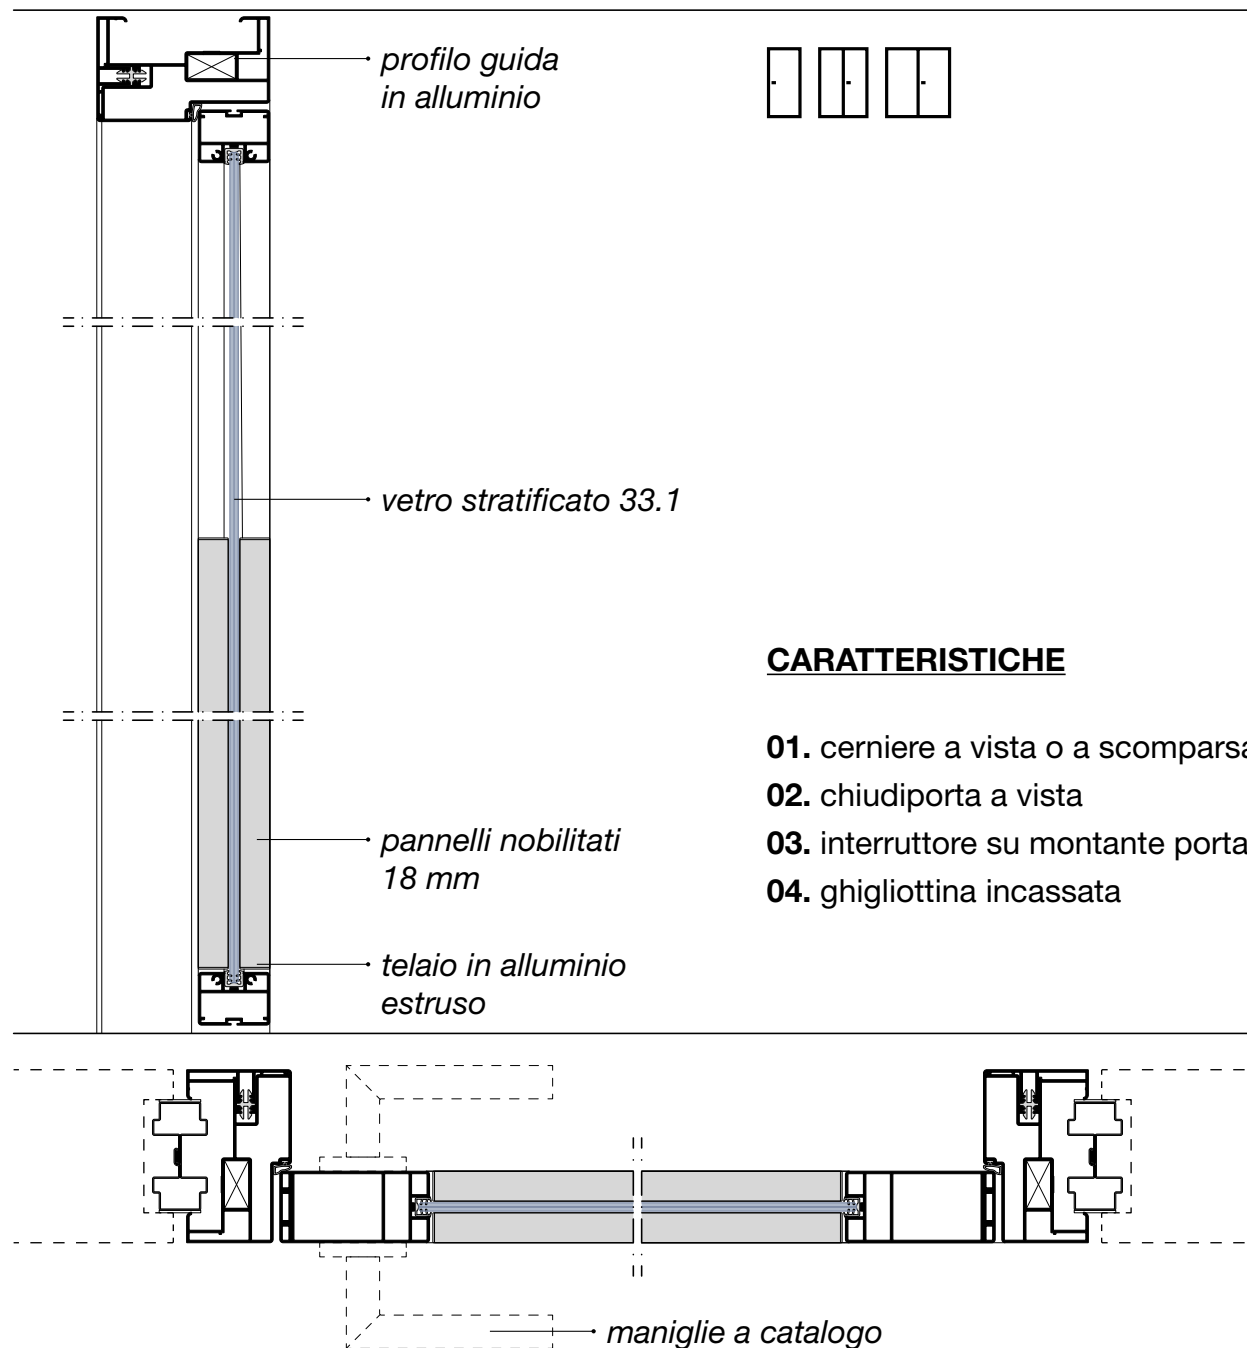 profilo guida
in alluminio
vetro stratificato 33.1
CARATTERISTICHE
01. cerniere a vista o a scomparsa
02. chiudiporta a vista
03. interruttore su montante porta
04. ghigliottina incassata
pannelli nobilitati
18 mm
telaio in alluminio
estruso
maniglie a catalogo